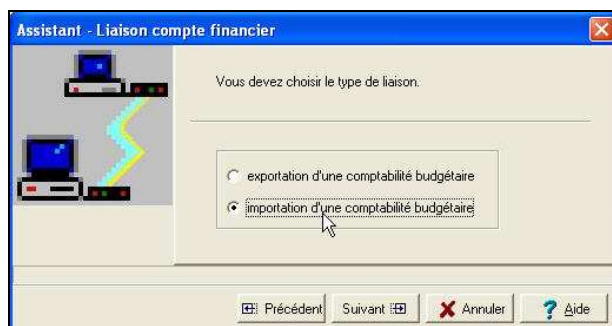 Assistant - Liaison compte financier
Vous devez choisir le type de liaison.
exportation d'une comptabilité budgétaire
importation d'une comptabilité budgétaire
Précédent Suivant Annuler ? Aide